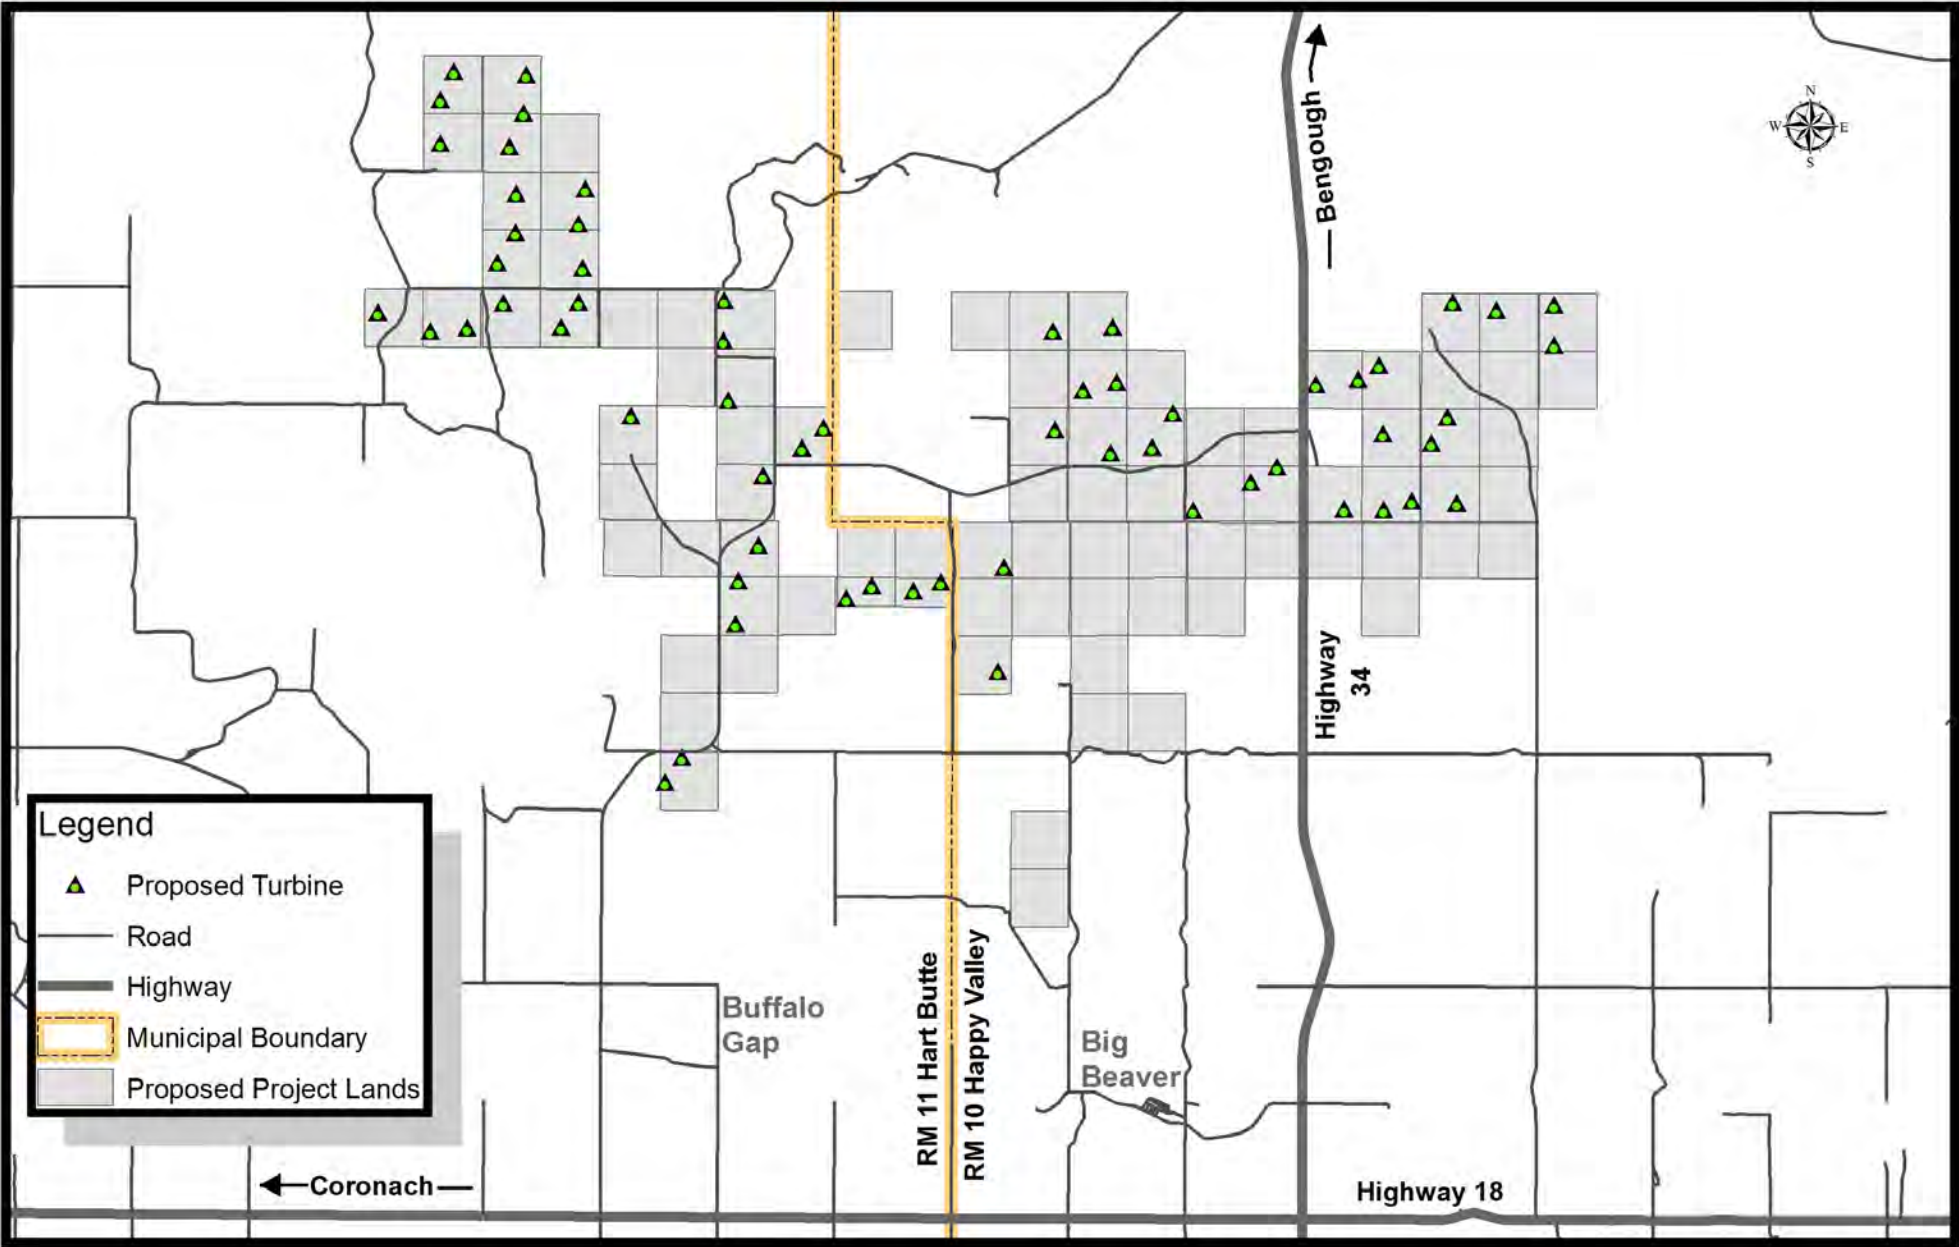 Bengough
N
W
E
S
Highway
34
Legend
Proposed Turbine
Road
Highway
Municipal Boundary
Proposed Project Lands
Buffalo
Gap
RM 11 Hart Butte
RM 10 Happy Valley
Big
Beaver
Coronach
Highway 18